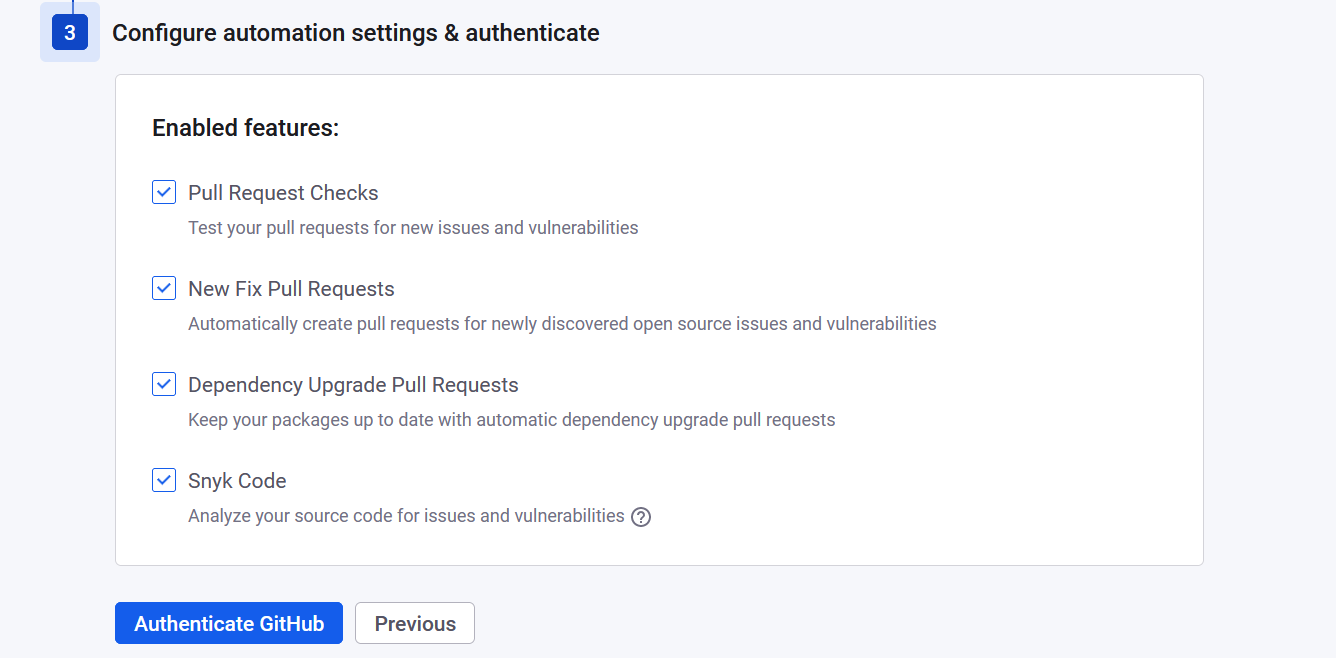 3
Configure automation settings & authenticate
Enabled features:
Pull Request Checks
Test your pull requests for new issues and vulnerabilities
New Fix Pull Requests
Automatically create pull requests for newly discovered open source issues and vulnerabilities
Dependency Upgrade Pull Requests
Keep your packages up to date with automatic dependency upgrade pull requests
Snyk Code
Analyze your source code for issues and vulnerabilities ?
Authenticate GitHub
Previous